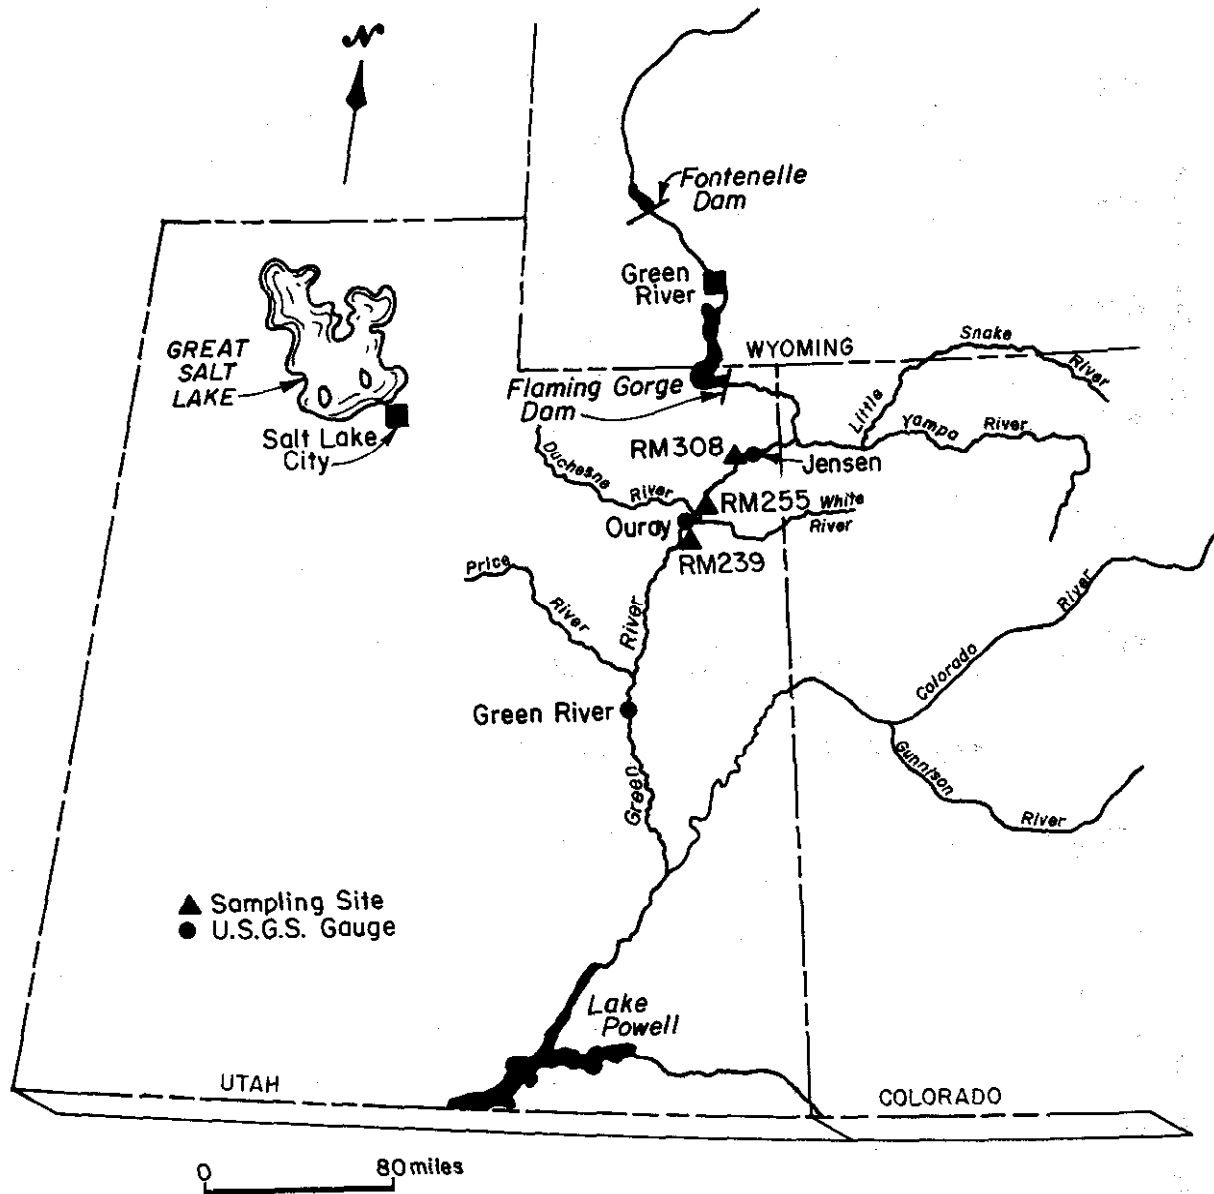 N
Fontenelle
Dam
Green
River
WYOMING
Snake
River
Little
GREAT
SALT
LAKE
Flaming Gorge
Dam
Yampa River
Salt Lake
City
RM308
Jensen
Duchesne
River
RM255
White
River
Ouray
RM239
Price
River
River
Green
Green River
Colorado
River
Gunnison
River
Sampling Site
U.S.G.S. Gauge
Lake
Powell
UTAH
COLORADO
0 80 miles